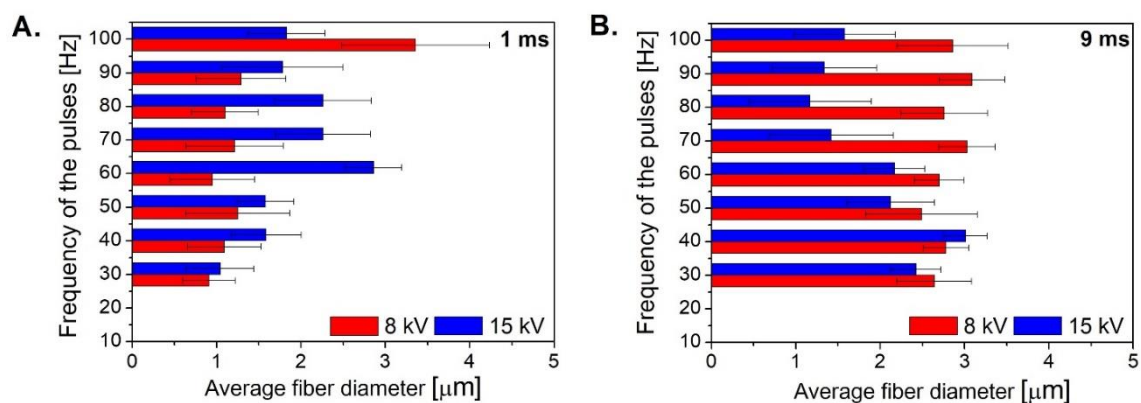 A.
1 ms
Frequency of the pulses [Hz]
100
90
80
70
60
50
40
30
20
10
8 kV 15 kV
0 1 2 3 4 5
Average fiber diameter [μm]
B.
9 ms
Frequency of the pulses [Hz]
100
90
80
70
60
50
40
30
20
10
8 kV 15 kV
0 1 2 3 4 5
Average fiber diameter [μm]